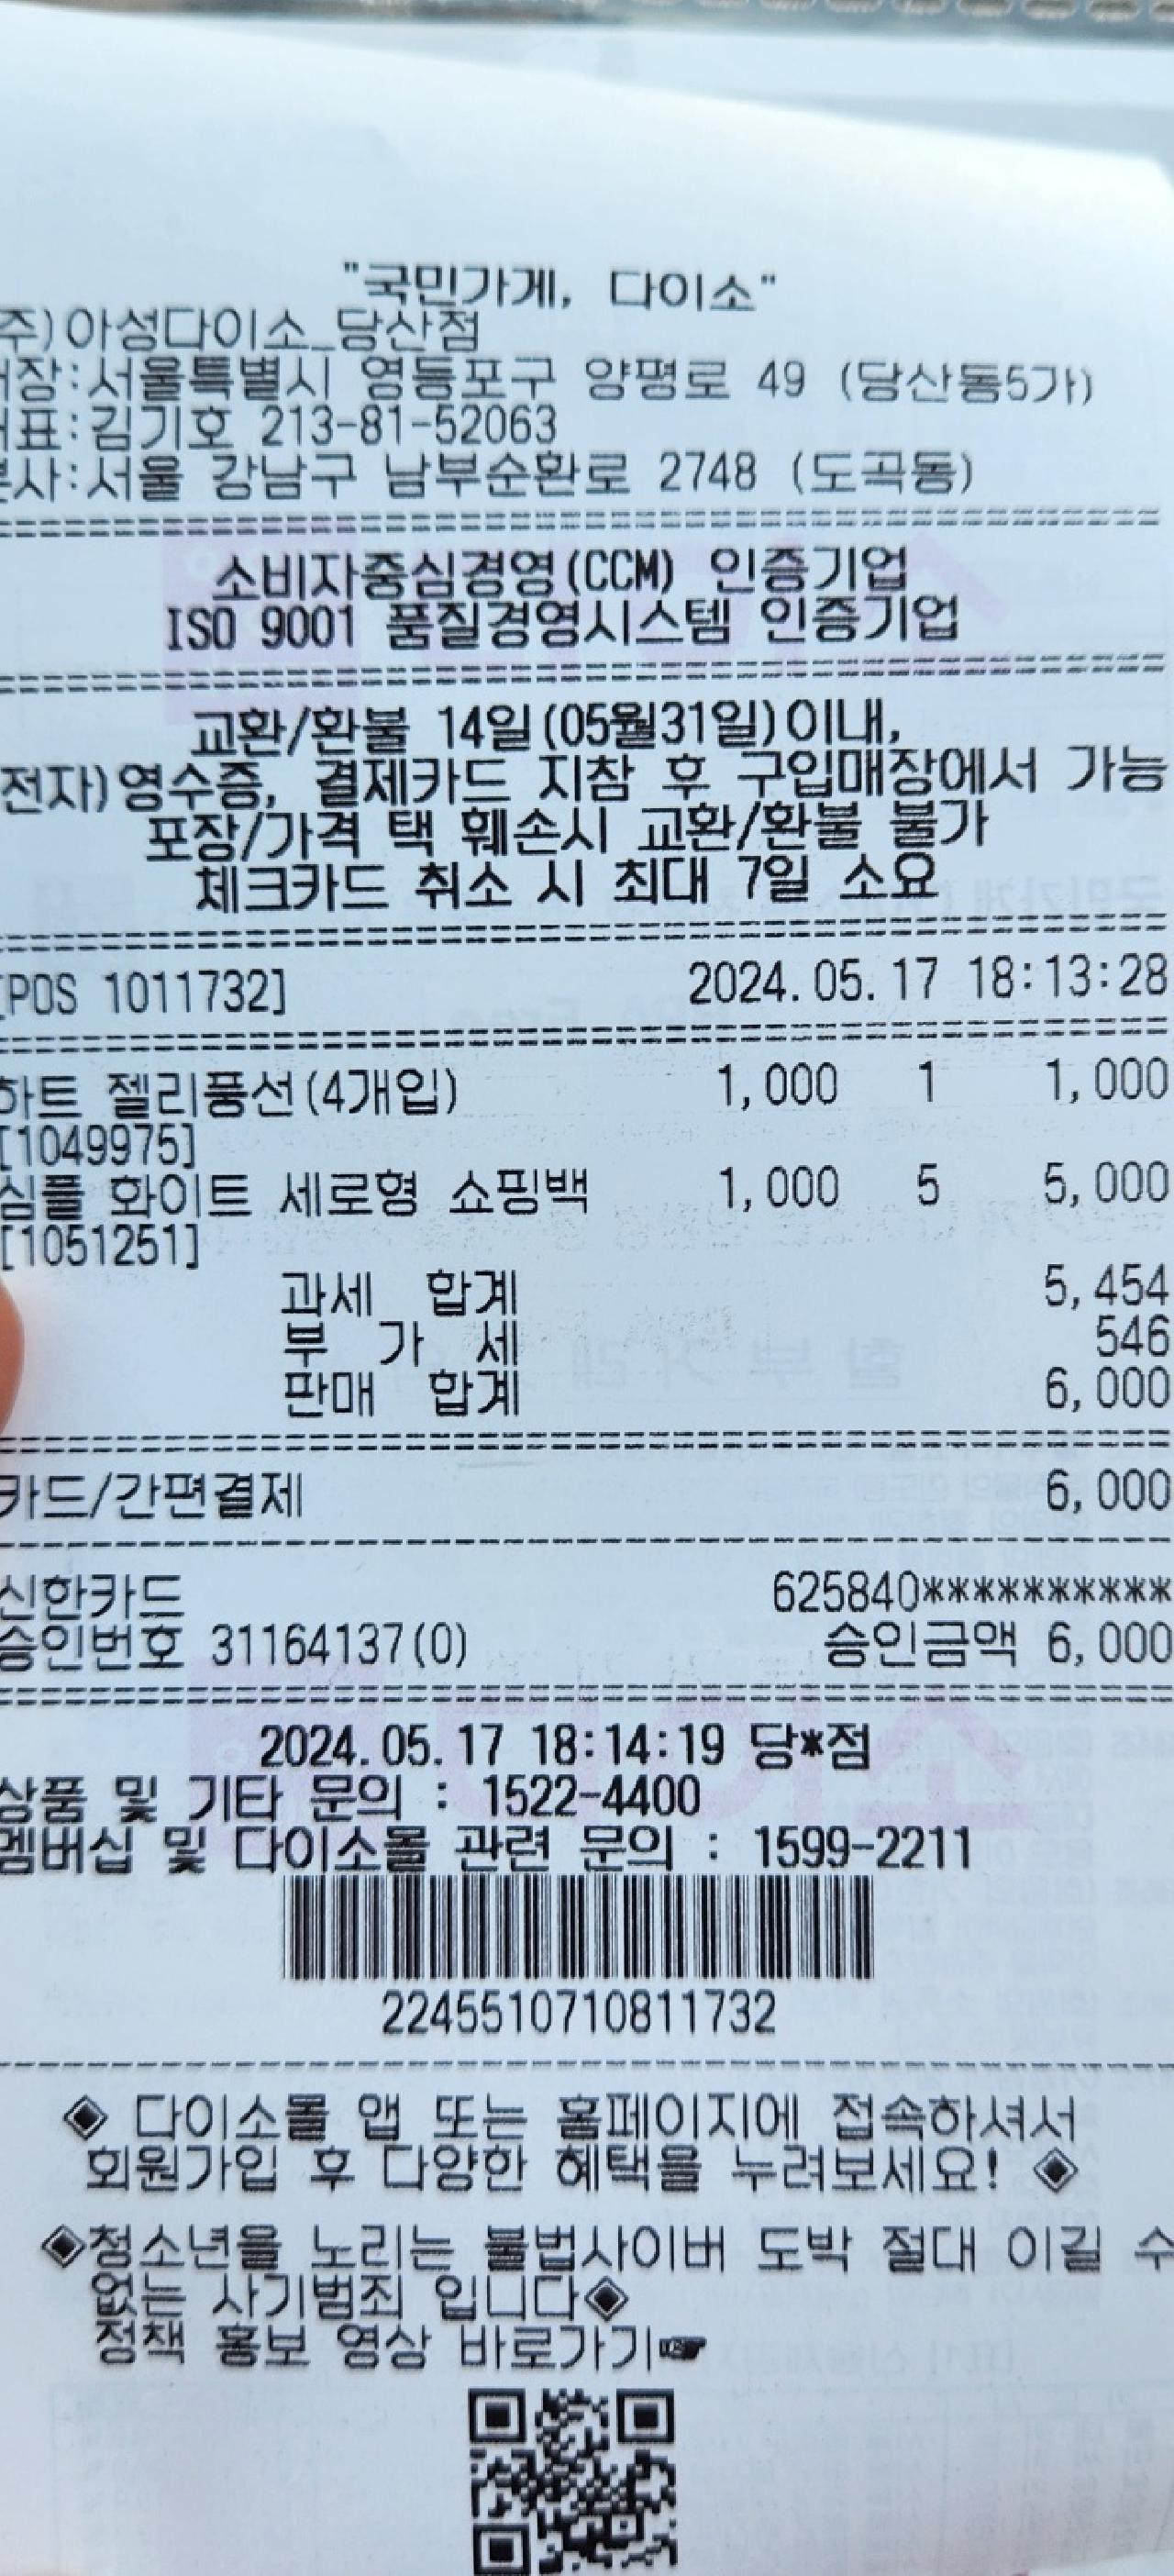 "국민가게, 다이소"
주)아성다이소_당산점
장:서울특별시 영등포구 양평로 49 (당산동5가)
표:김기호 213-81-52063
사:서울 강남구 남부순환로 2748 (도곡동)
소비자중심경영(CCM) 인증기업
ISO 9001 품질경영시스템 인증기업
교환/환불 14일(05월31일)이내,
전자)영수증, 결제카드 지참 후 구입매장에서 가능
포장/가격 택 훼손시 교환/환불 불가
체크카드 취소 시 최대 7일 소요
[POS 1011732] 2024.05.17 18:13:28
하트 젤리풍선(4개입) 1,000 1 1,000
[1049975]
심플 화이트 세로형 쇼핑백 1,000 5 5,000
[1051251]
과세 합계 5,454
부 가 세 546
판매 합계 6,000
카드/간편결제 6,000
신한카드 625840**********
승인번호 31164137(0) 승인금액 6,000
2024.05.17 18:14:19 당*점
상품 및 기타 문의 : 1522-4400
멤버십 및 다이소몰 관련 문의 : 1599-2211
2245510710811732
◈ 다이소몰 앱 또는 홈페이지에 접속하셔서
회원가입 후 다양한 혜택을 누려보세요! ◈
◈청소년을 노리는 불법사이버 도박 절대 이길 수
없는 사기범죄 입니다◈
정책 홍보 영상 바로가기☞